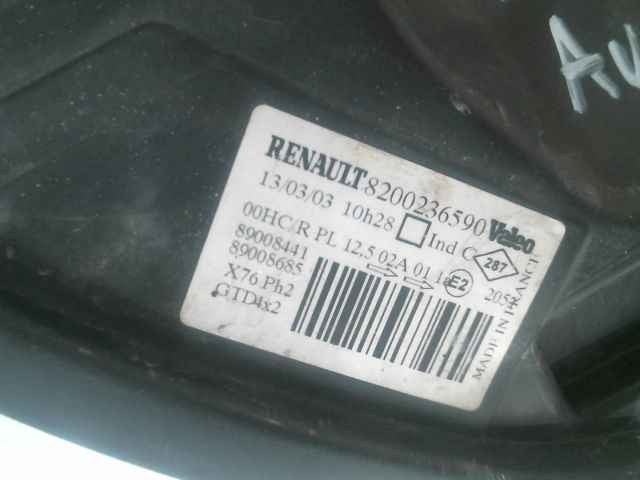 AU
RENAULT 8200236590 Valeo
13/03/03 10h28 Ind C 287
00HC/R PL 12,5 02A 01 E2 205
89008441
89008685
X76 Ph2
GTD4x2
MADE IN FRANCE